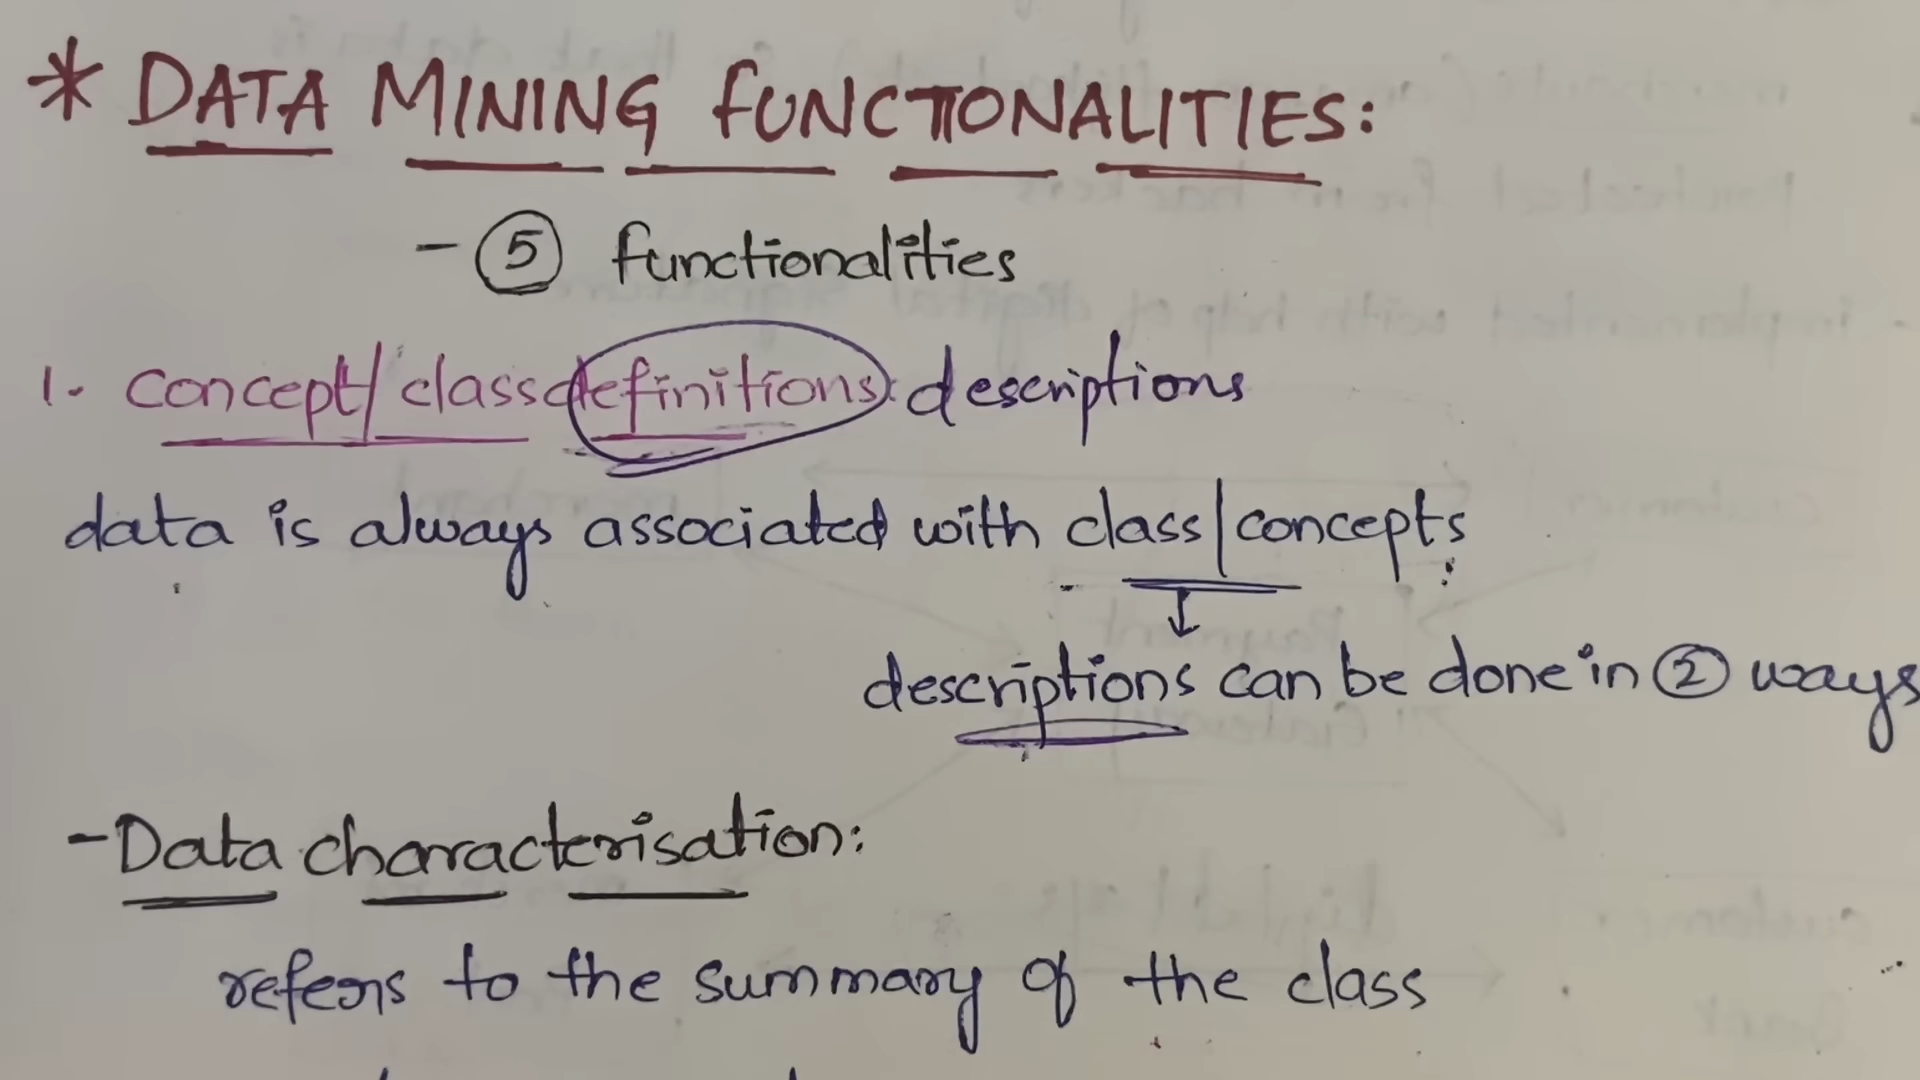 * DATA MINING FUNCTIONALITIES:
- ⑤ functionalities
1. concept/class definitions: descriptions
data is always associated with class/concepts
↓
descriptions can be done in ② ways
- Data characterisation:
refers to the summary of the class